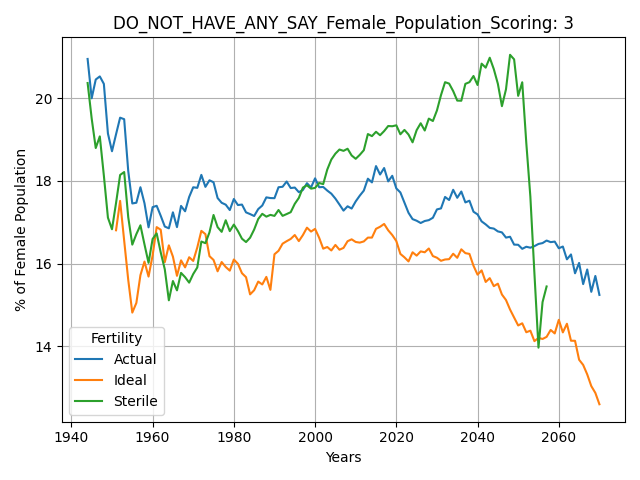 DO_NOT_HAVE_ANY_SAY_Female_Population_Scoring: 3
% of Female Population
20
18
16
14
Fertility
Actual
Ideal
Sterile
1940 1960 1980 2000 2020 2040 2060
Years